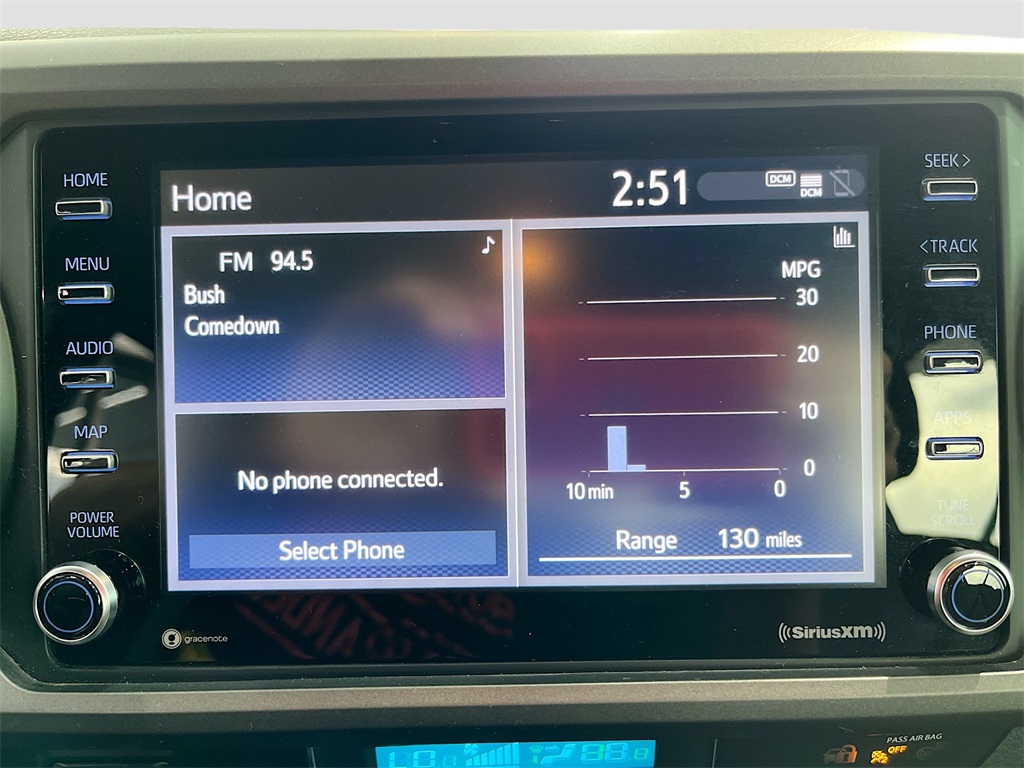 HOME
MENU
AUDIO
MAP
POWER
VOLUME
Home
2:51
DCM
DCM
FM 94.5
Bush
Comedown
No phone connected.
Select Phone
MPG
30
20
10
0
10 min 5 0
Range 130 miles
SEEK >
< TRACK
PHONE
APPS
TUNE
SCROLL
gracenote
((SiriusXM))
PASS AIR BAG
OFF